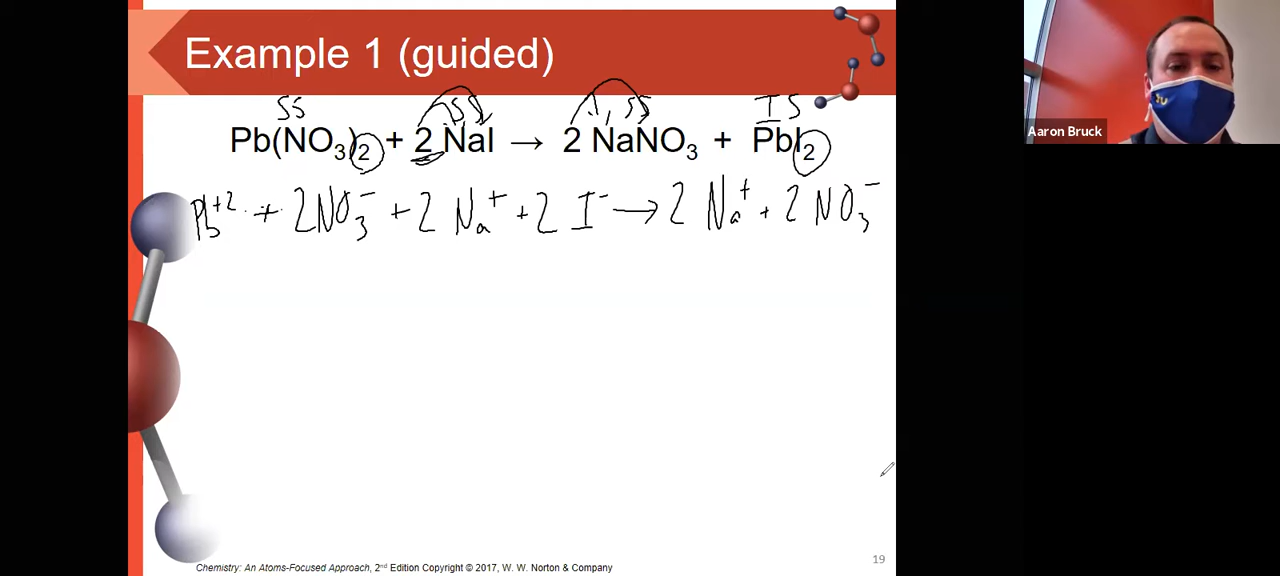 Example 1 (guided)
SS 1, SS 1, SS IS
Pb(NO₃)₂ + 2 NaI → 2 NaNO₃ + PbI₂
Pb⁺² + 2NO₃⁻ + 2 Na⁺ + 2 I⁻ → 2 Na⁺ + 2 NO₃⁻
Aaron Bruck
19
Chemistry: An Atoms-Focused Approach, 2nd Edition Copyright © 2017, W. W. Norton & Company